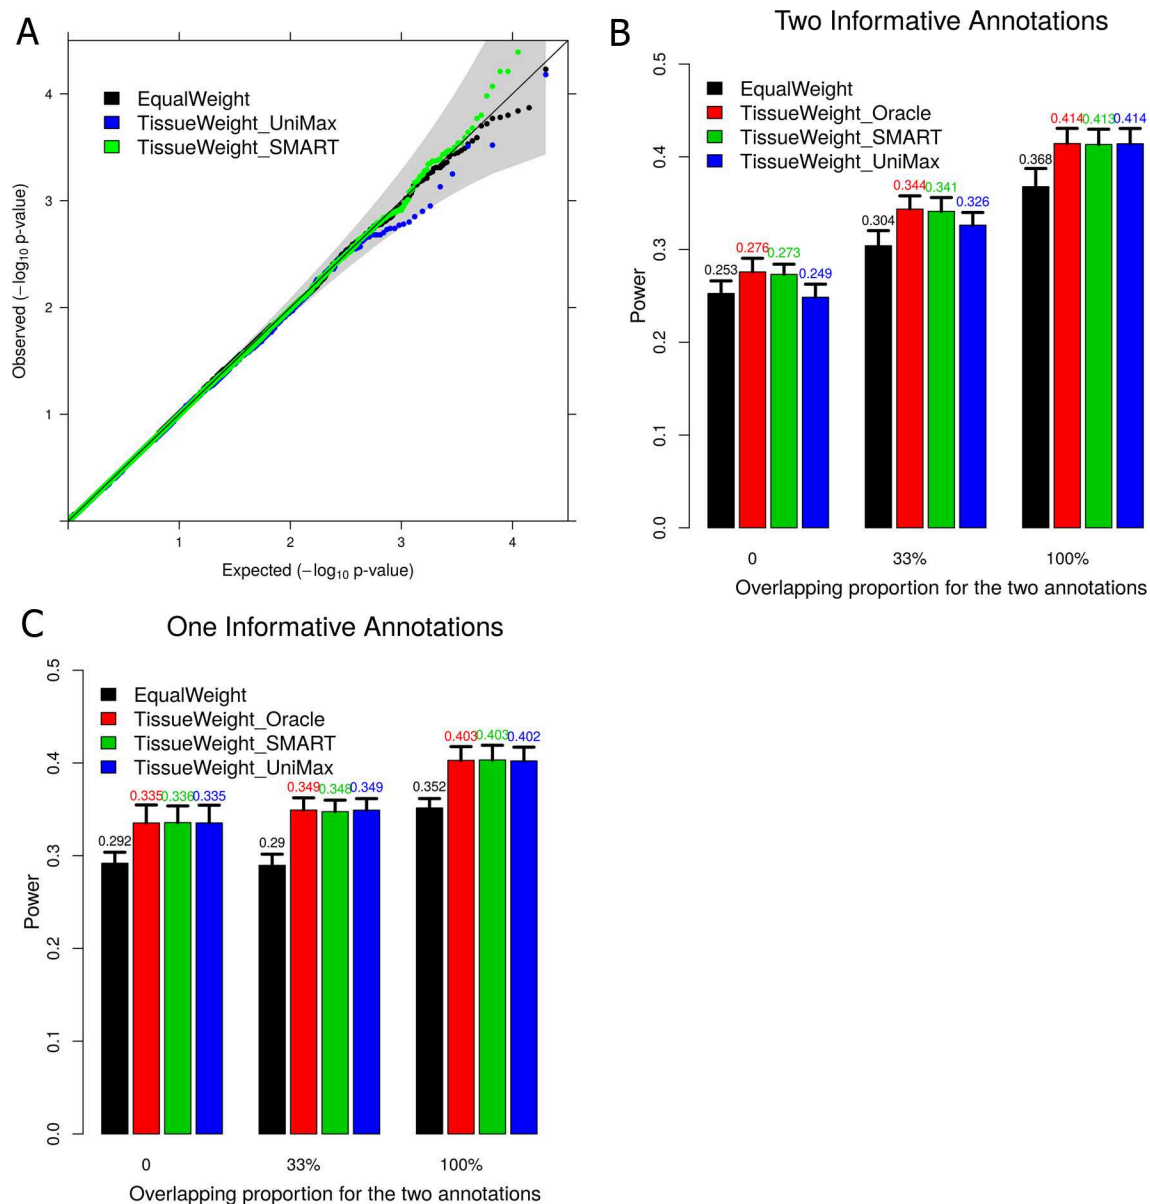 A
EqualWeight
TissueWeight_UniMax
TissueWeight_SMART
Observed (−log10 p-value)
4
3
2
1
1 2 3 4
Expected (−log10 p-value)
B
Two Informative Annotations
EqualWeight
TissueWeight_Oracle
TissueWeight_SMART
TissueWeight_UniMax
Power
0.5
0.4
0.3
0.2
0.1
0.0
0.253 0.276 0.273 0.249
0.304 0.344 0.341 0.326
0.368 0.414 0.413 0.414
0 33% 100%
Overlapping proportion for the two annotations
C
One Informative Annotations
EqualWeight
TissueWeight_Oracle
TissueWeight_SMART
TissueWeight_UniMax
Power
0.5
0.4
0.3
0.2
0.1
0.0
0.292 0.335 0.336 0.335
0.29 0.349 0.348 0.349
0.352 0.403 0.403 0.402
0 33% 100%
Overlapping proportion for the two annotations